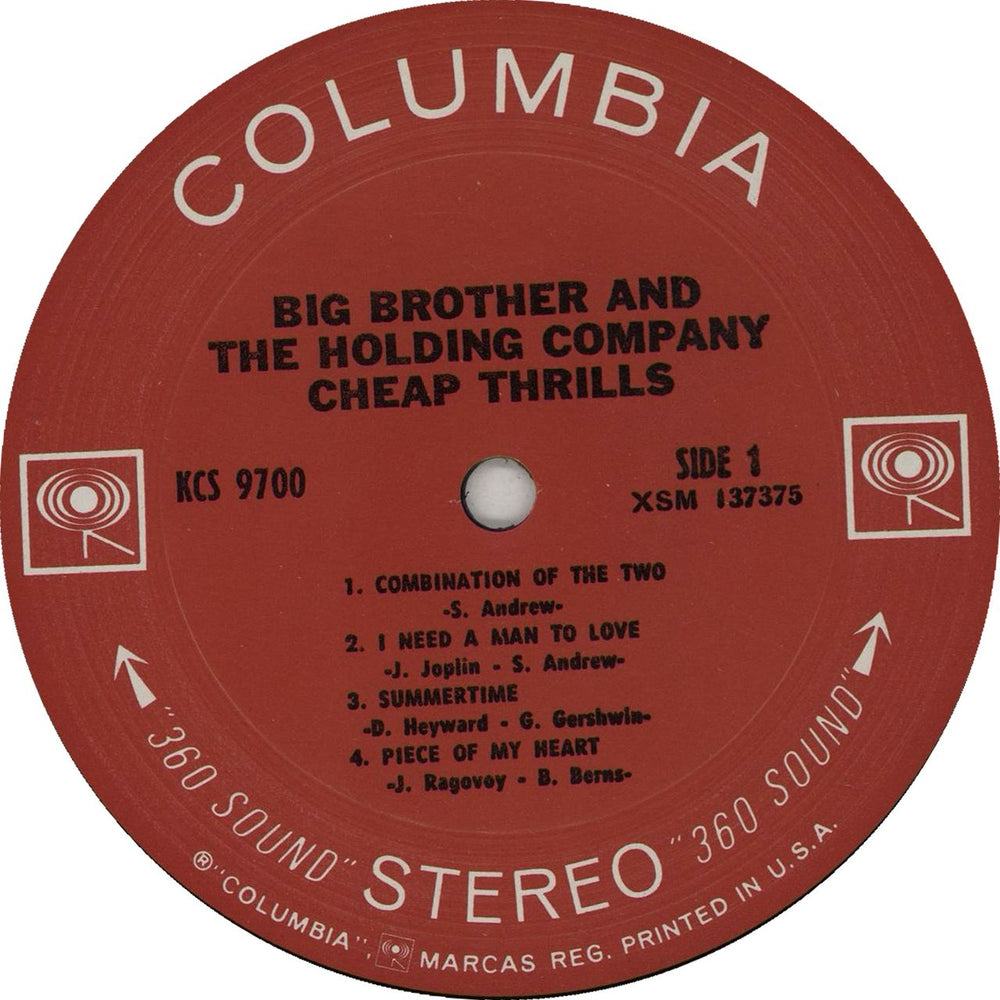 COLUMBIA
BIG BROTHER AND
THE HOLDING COMPANY
CHEAP THRILLS
KCS 9700
SIDE 1
XSM 137375
1. COMBINATION OF THE TWO
-S. Andrew-
2. I NEED A MAN TO LOVE
-J. Joplin - S. Andrew-
3. SUMMERTIME
-D. Heyward - G. Gershwin-
4. PIECE OF MY HEART
-J. Ragovoy - B. Berns-
"360 SOUND" STEREO "360 SOUND"
® "COLUMBIA", MARCAS REG. PRINTED IN U.S.A.